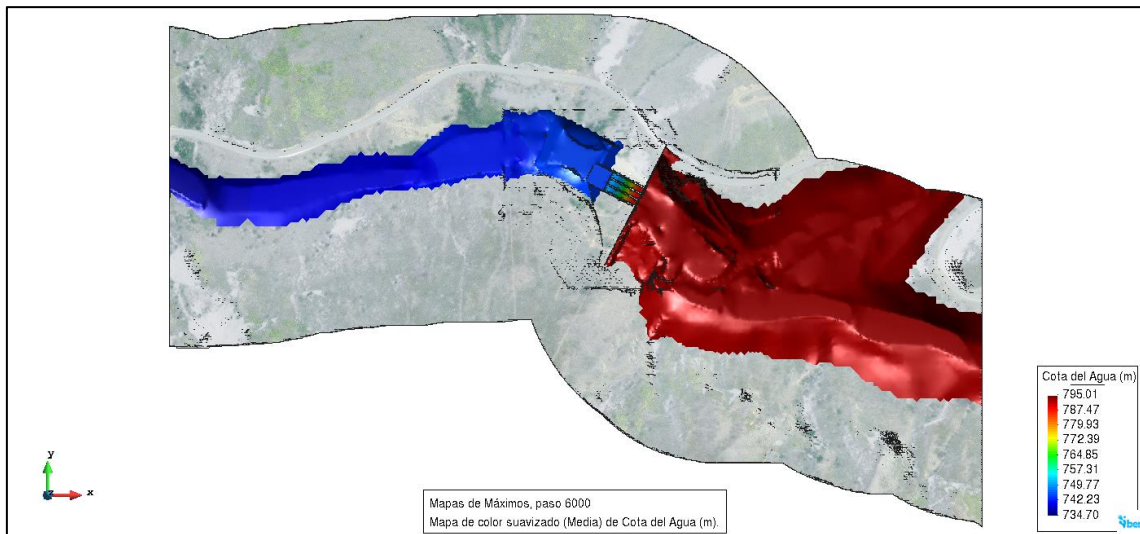 Cota del Agua (m)
795.01
787.47
779.93
772.39
764.85
757.31
749.77
742.23
734.70
y
x
Mapas de Máximos, paso 6000
Mapa de color suavizado (Media) de Cota del Agua (m).